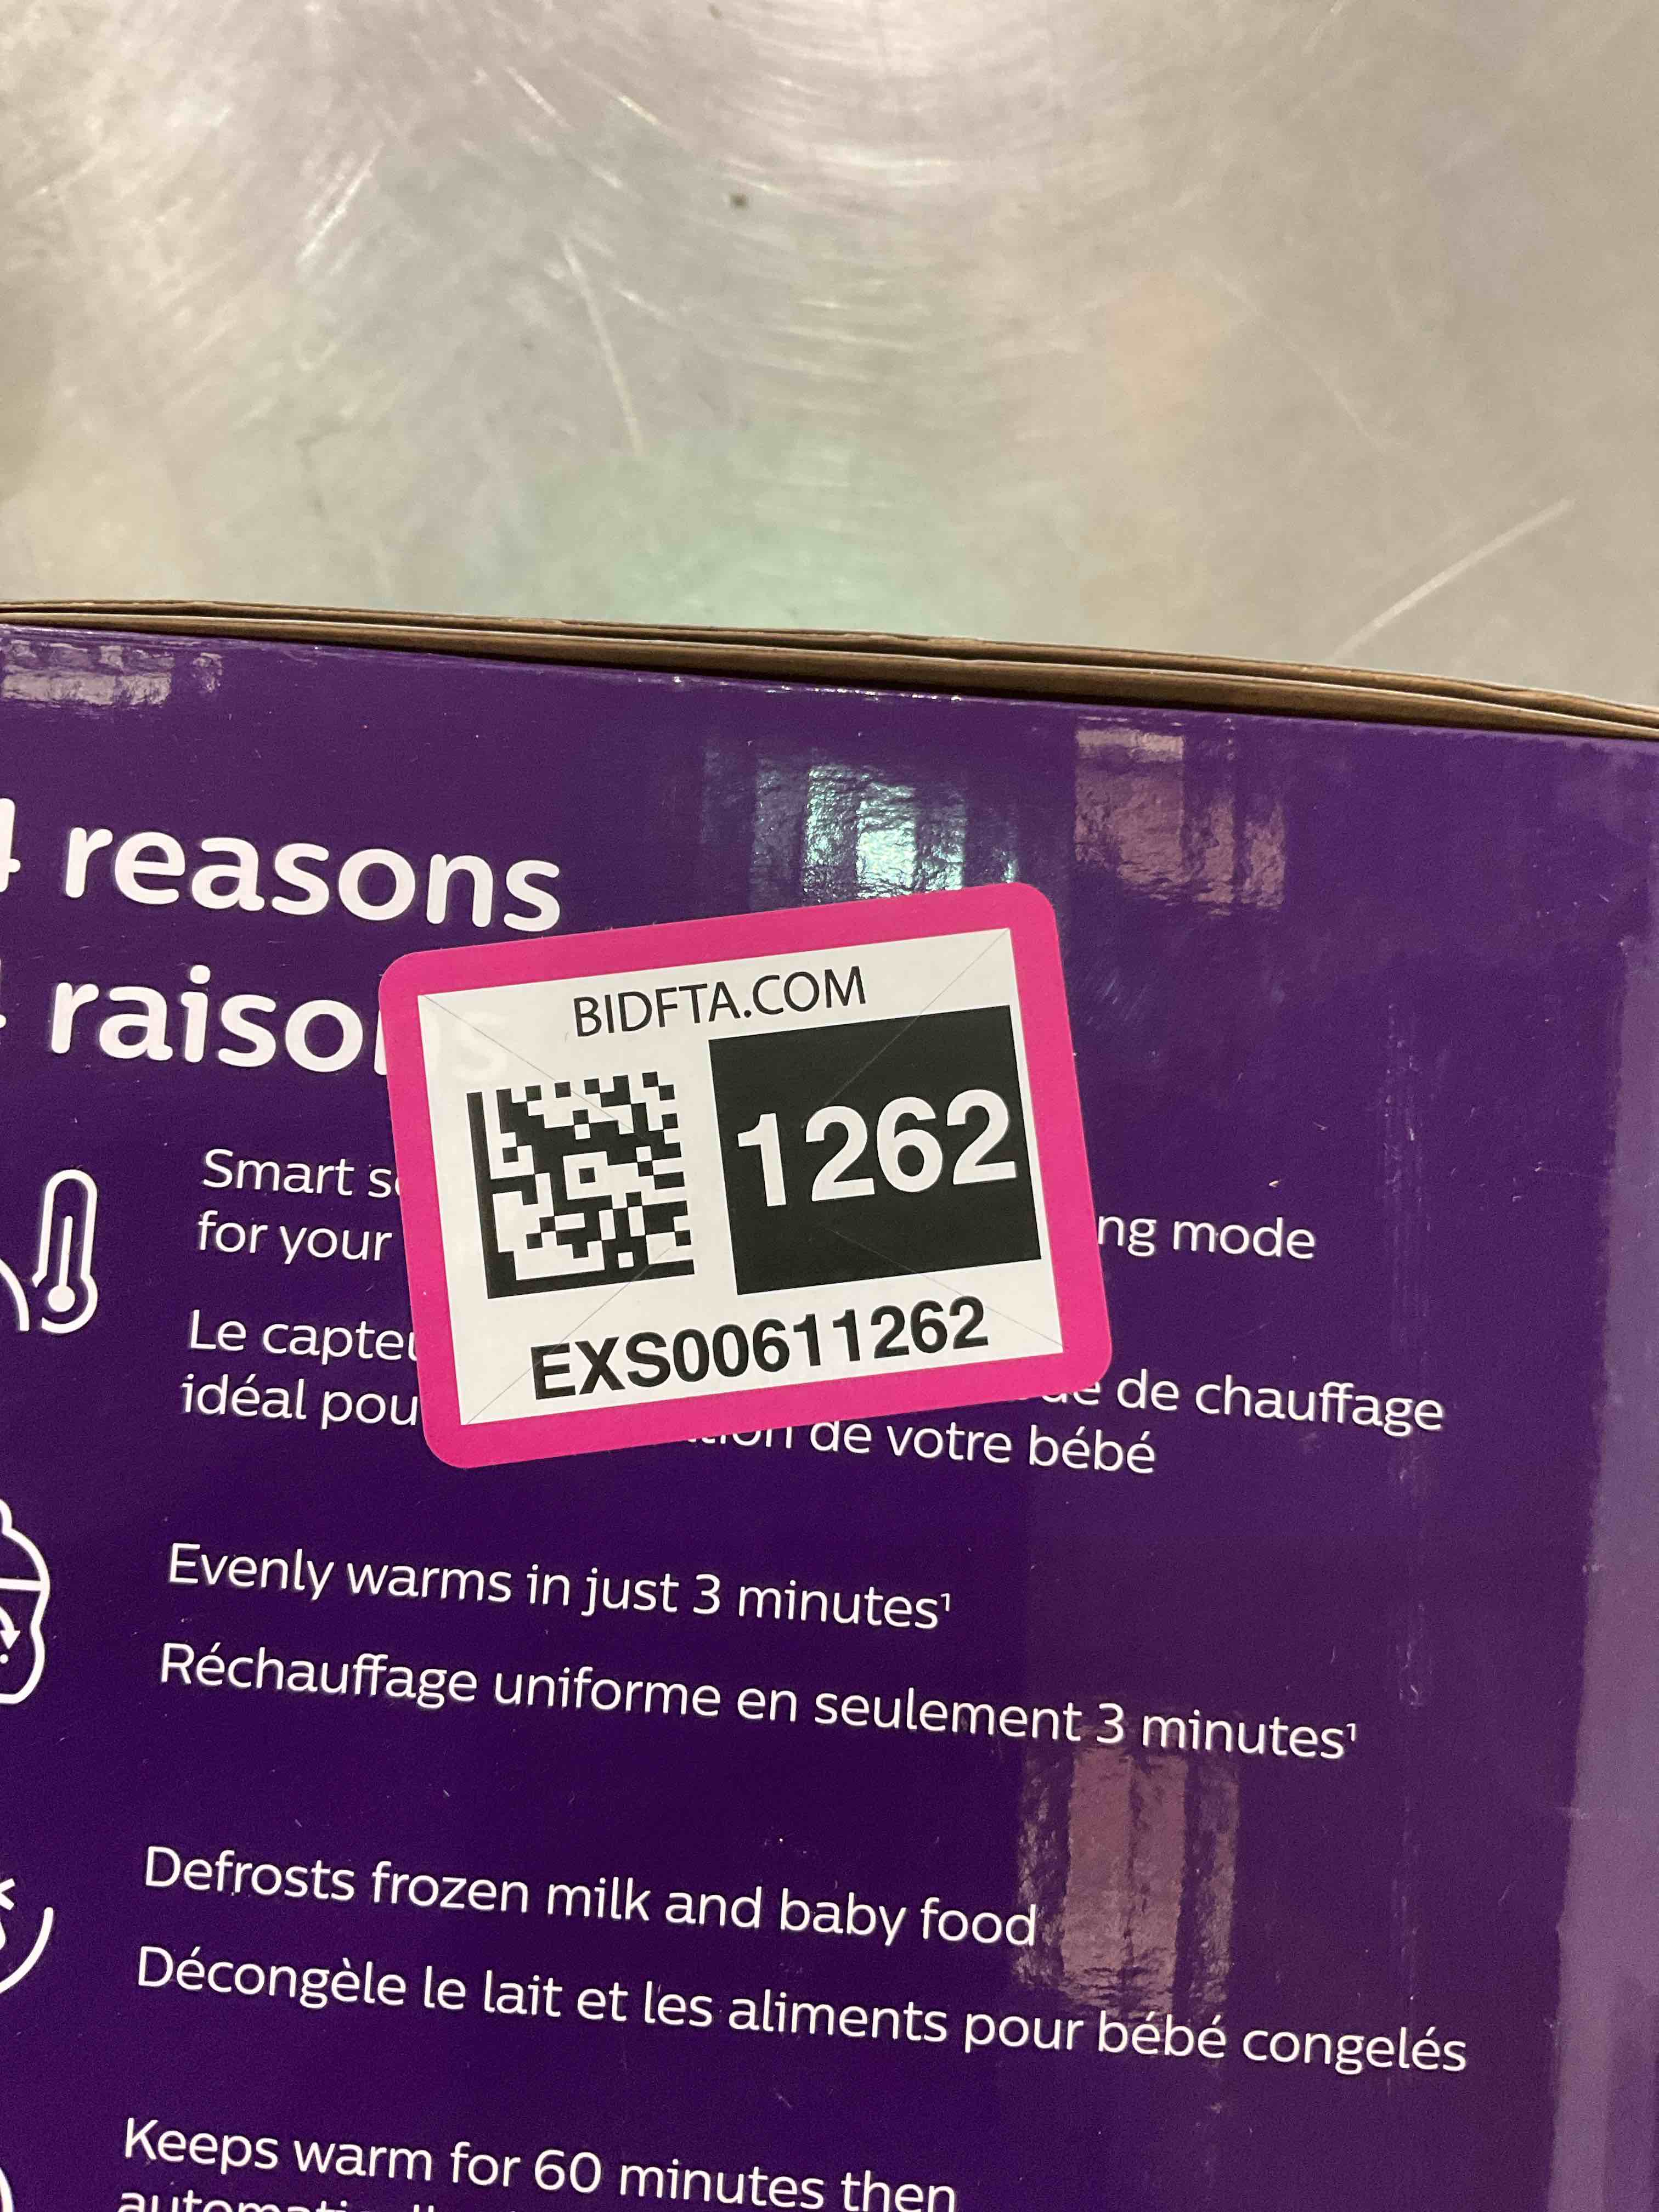 4 reasons
raiso
BIDFTA.COM
1262
EXS00611262
Smart
for your
ng mode
Le
idéal
de chauffage
de votre bébé
Evenly warms in just 3 minutes¹
Réchauffage uniforme en seulement 3 minutes¹
Defrosts frozen milk and baby food
Décongèle le lait et les aliments pour bébé congelés
Keeps warm for 60 minutes then